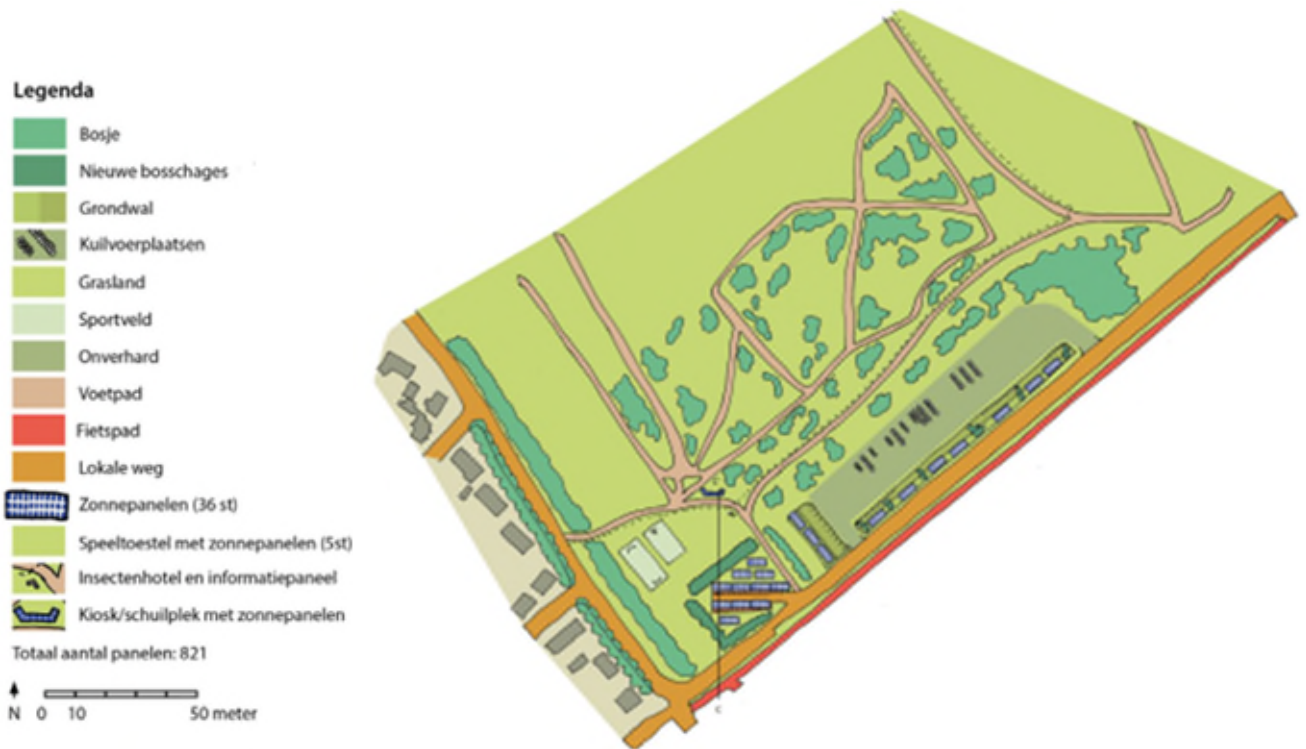 Legenda
Bosje
Nieuwe bosschages
Grondwal
Kuilvoerplaatsen
Grasland
Sportveld
Onverhard
Voetpad
Fietspad
Lokale weg
Zonnepanelen (36 st)
Speeltoestel met zonnepanelen (5st)
Insectenhotel en informatiepaneel
Kiosk/schuilplek met zonnepanelen
Totaal aantal panelen: 821
N 0 10 50 meter
c